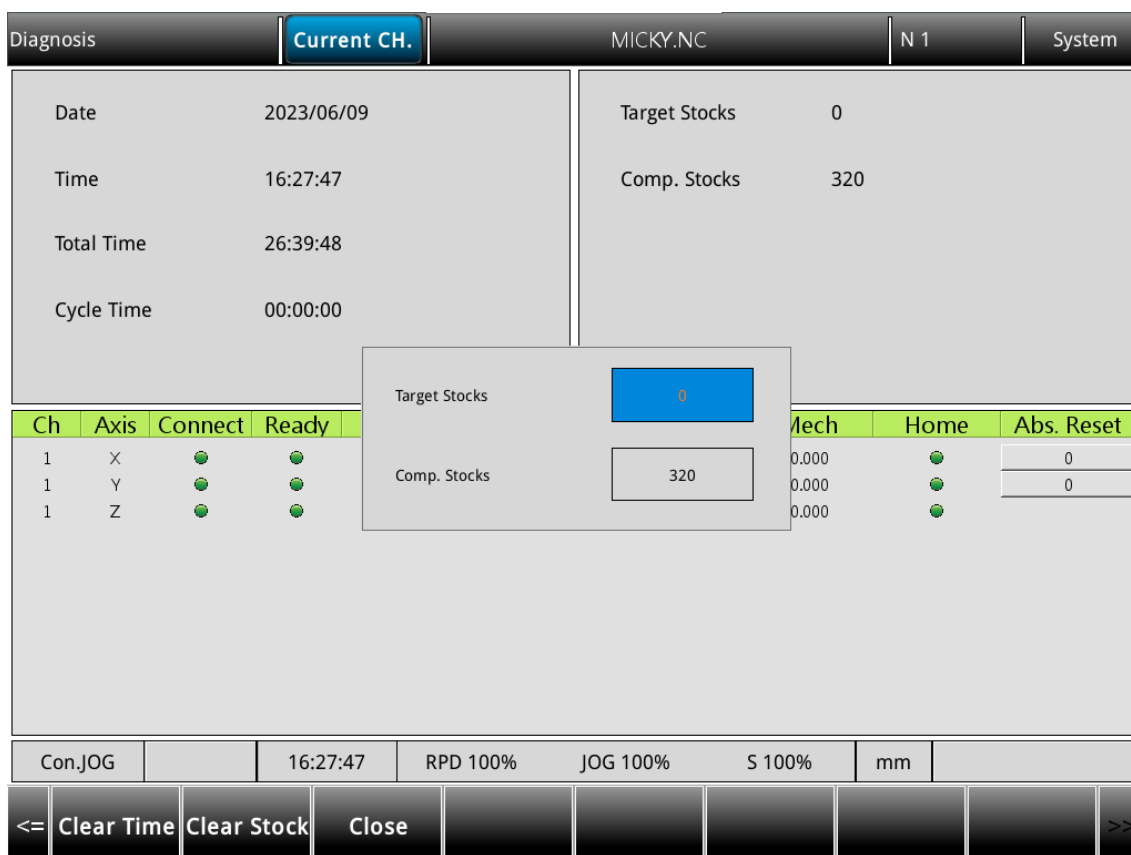 Diagnosis Current CH. MICKY.NC N 1 System
Date 2023/06/09
Time 16:27:47
Total Time 26:39:48
Cycle Time 00:00:00
Target Stocks 0
Comp. Stocks 320
Target Stocks 0
Comp. Stocks 320
Ch Axis Connect Ready Mech Home Abs. Reset
1 X 0.000 0
1 Y 0.000 0
1 Z 0.000
Con.JOG 16:27:47 RPD 100% JOG 100% S 100% mm
<= Clear Time Clear Stock Close >>